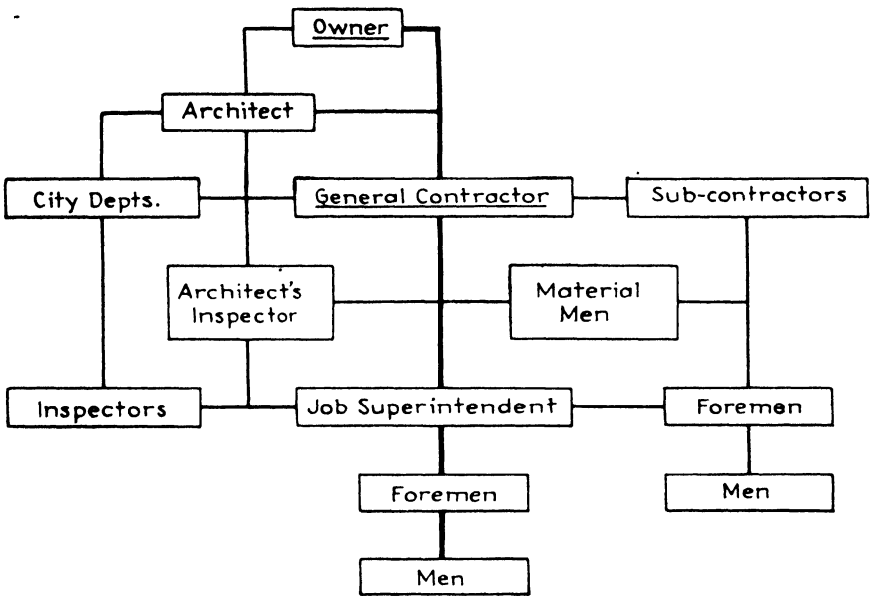 Owner
Architect
City Depts.
General Contractor
Sub-contractors
Architect's
Inspector
Material
Men
Inspectors
Job Superintendent
Foremen
Foremen
Men
Men